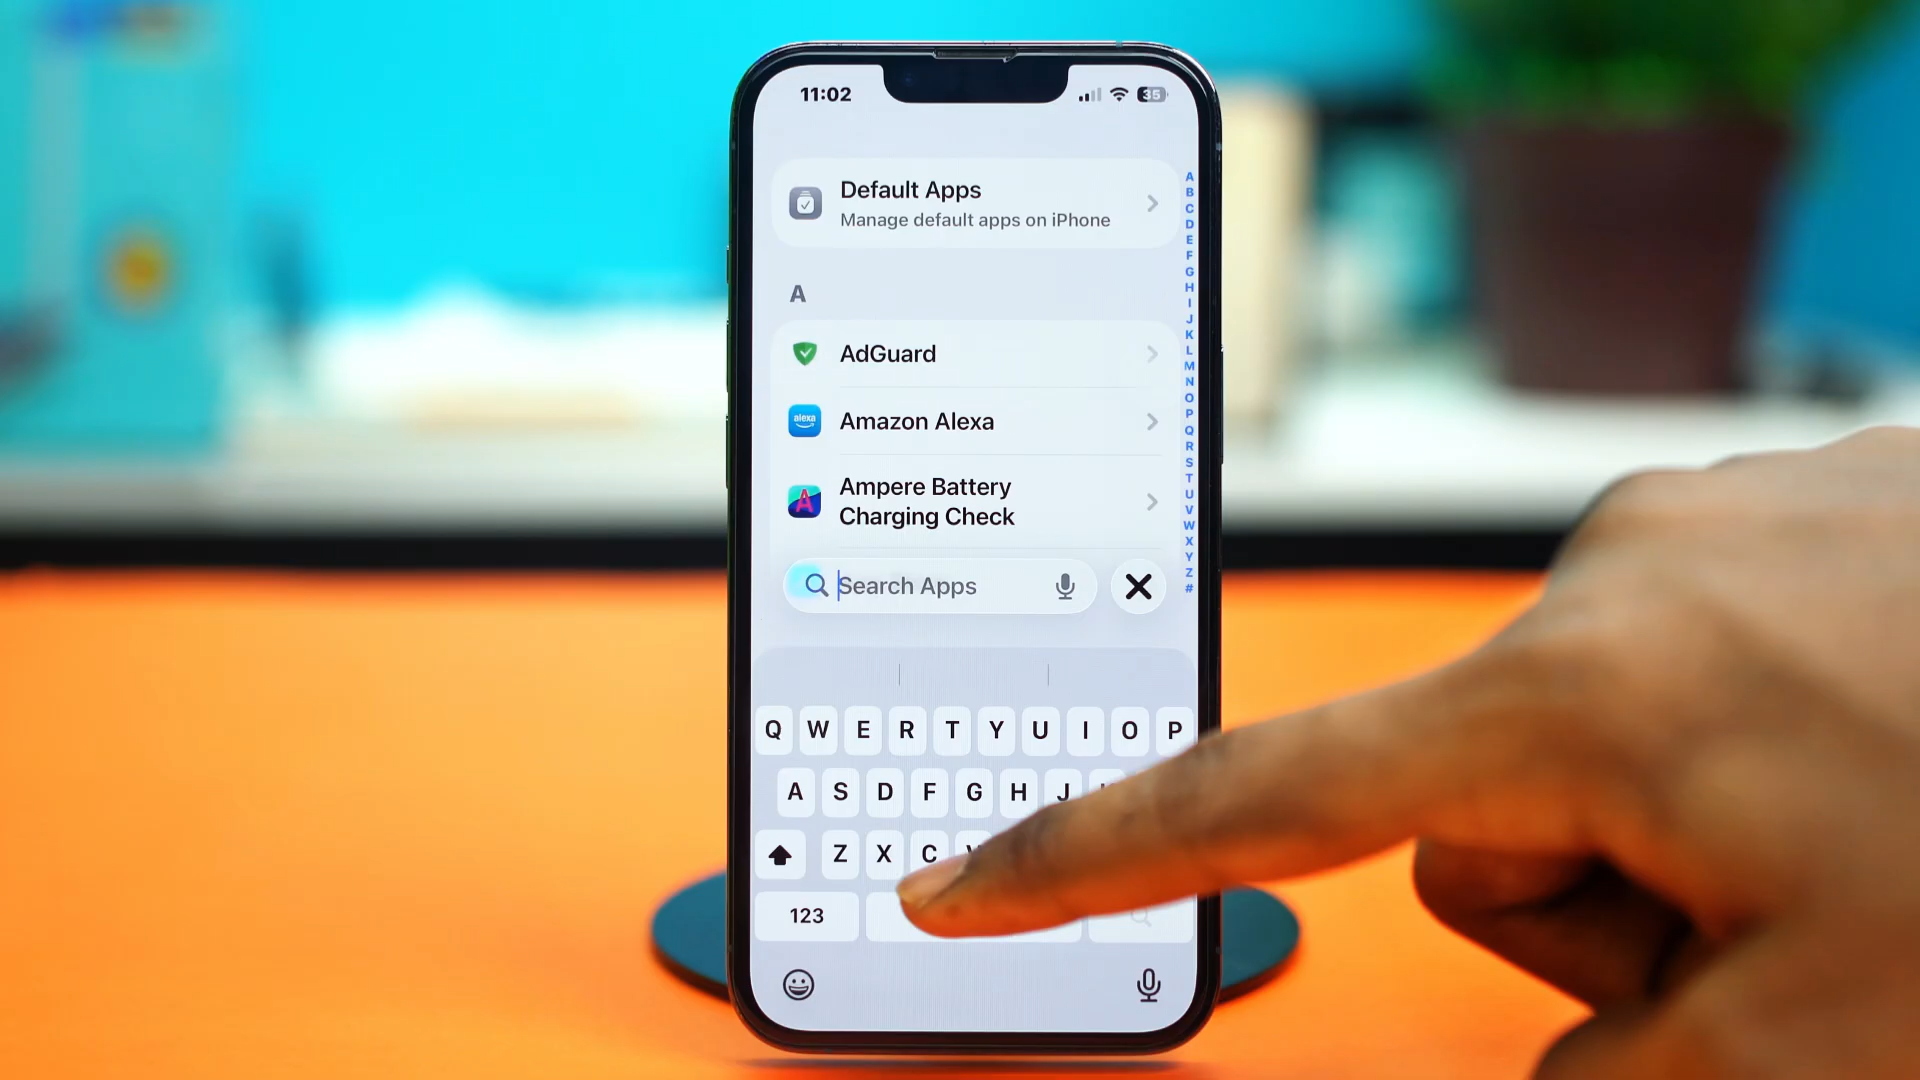 11:02
35
Default Apps
Manage default apps on iPhone
A
AdGuard
alexa
Amazon Alexa
A
Ampere Battery
Charging Check
Search Apps
A
B
C
D
E
F
G
H
I
J
K
L
M
N
O
P
Q
R
S
T
U
V
W
X
Y
Z
#
Q W E R T Y U I O P
A S D F G H J
Z X C
123